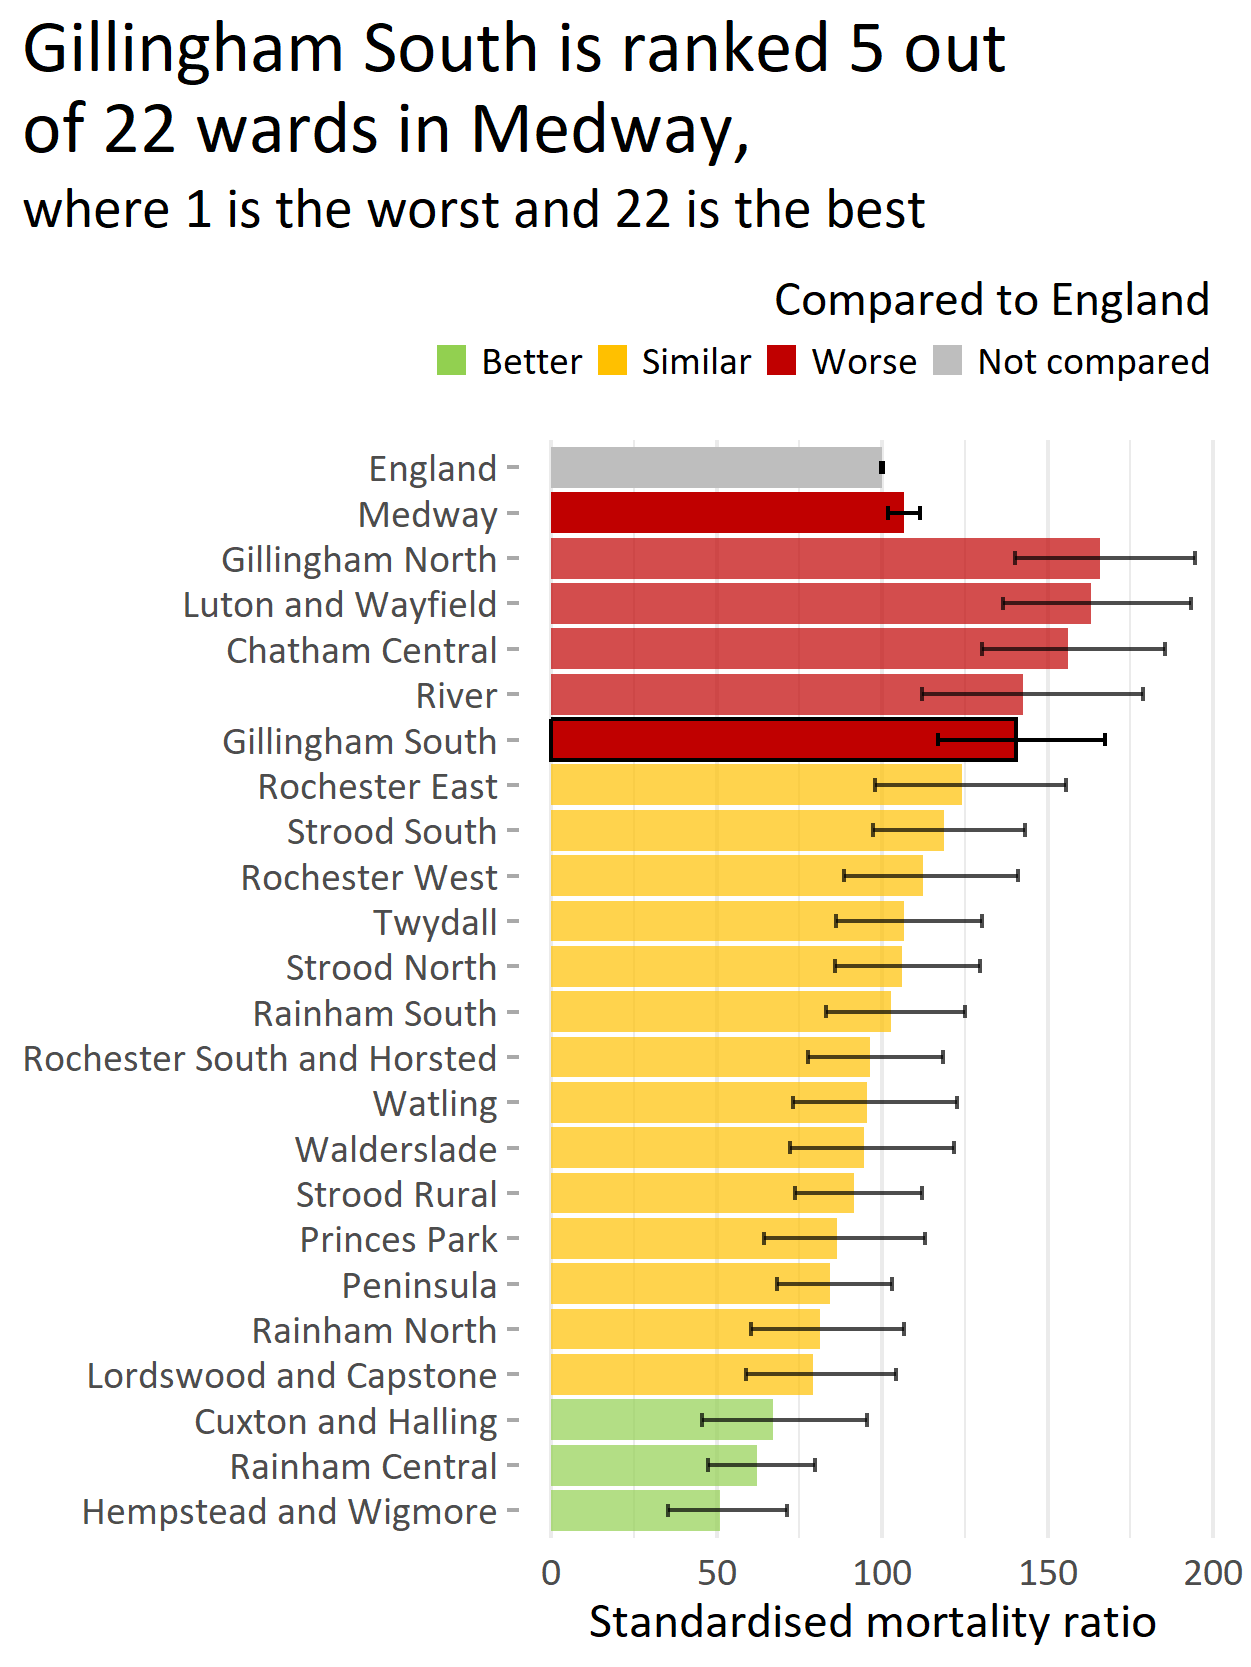 Gillingham South is ranked 5 out
of 22 wards in Medway,
where 1 is the worst and 22 is the best
Compared to England
Better Similar Worse Not compared
England
Medway
Gillingham North
Luton and Wayfield
Chatham Central
River
Gillingham South
Rochester East
Strood South
Rochester West
Twydall
Strood North
Rainham South
Rochester South and Horsted
Watling
Walderslade
Strood Rural
Princes Park
Peninsula
Rainham North
Lordswood and Capstone
Cuxton and Halling
Rainham Central
Hempstead and Wigmore
0 50 100 150 200
Standardised mortality ratio